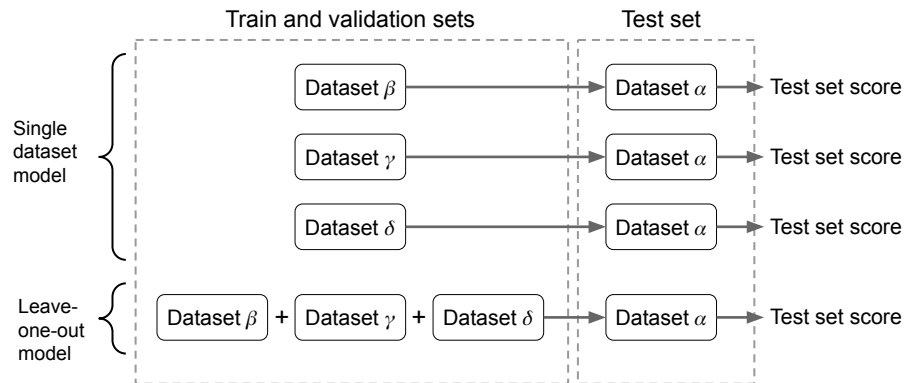 Train and validation sets
Test set
Single
dataset
model
Dataset β
Dataset α
Test set score
Dataset γ
Dataset α
Test set score
Dataset δ
Dataset α
Test set score
Leave-
one-out
model
Dataset β + Dataset γ + Dataset δ
Dataset α
Test set score